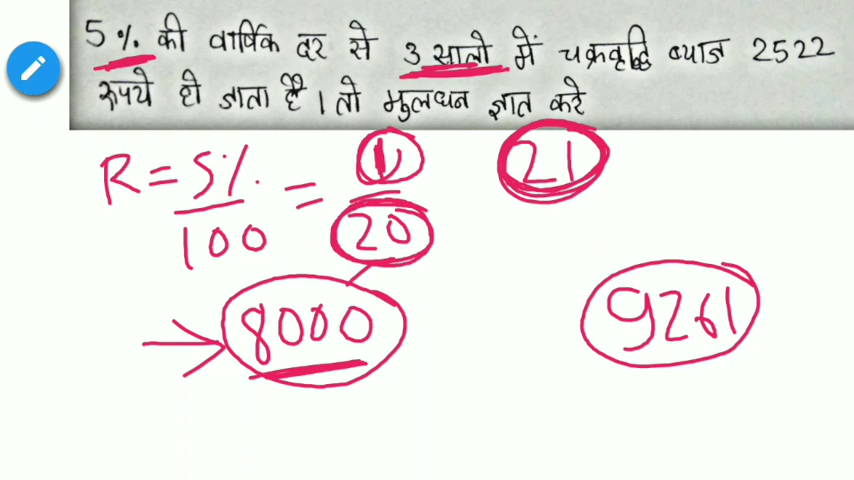 5% की वार्षिक दर से 3 सालो में चक्रवृद्धि ब्याज 2522
रूपये हो जाता है। तो मुलधन ज्ञात करे
R = 5% / 100 = 1 / 20 21
8000 9261